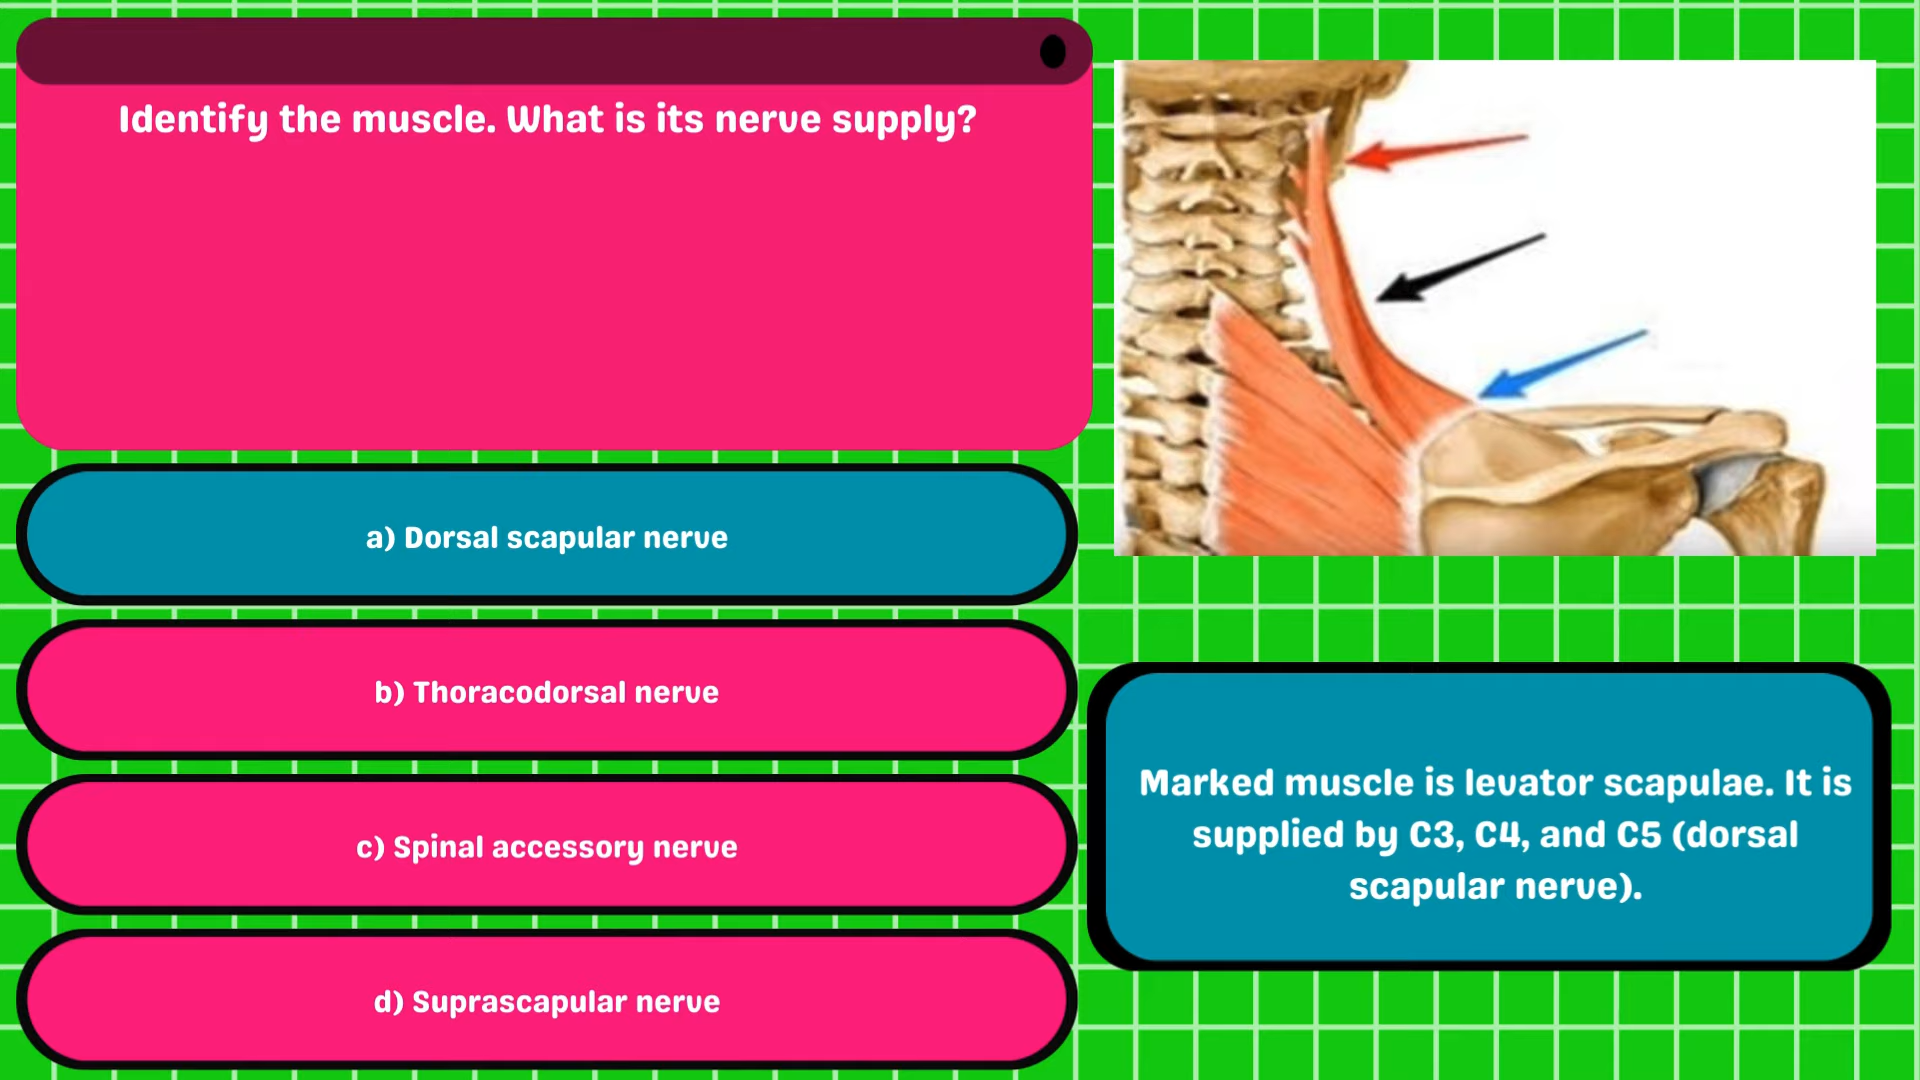 Identify the muscle. What is its nerve supply?
a) Dorsal scapular nerve
b) Thoracodorsal nerve
c) Spinal accessory nerve
d) Suprascapular nerve
Marked muscle is levator scapulae. It is
supplied by C3, C4, and C5 (dorsal
scapular nerve).